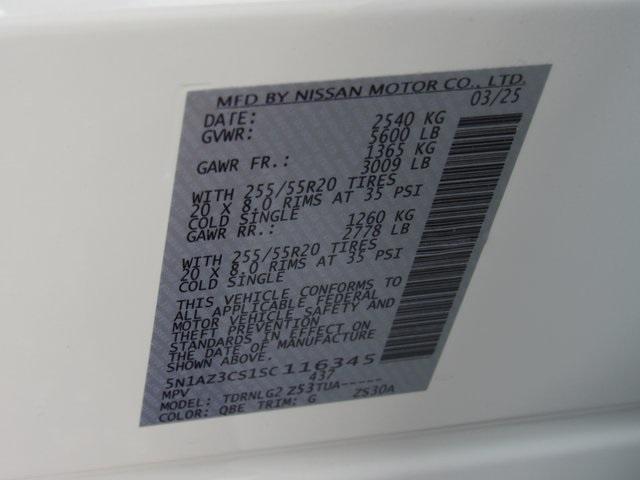 MFD BY NISSAN MOTOR CO., LTD.
DATE: 03/25
GVWR: 2540 KG
5600 LB
GAWR FR.: 1365 KG
3009 LB
WITH 255/55R20 TIRES
20 X 8.0 RIMS AT 35 PSI
COLD SINGLE
GAWR RR.: 1260 KG
2778 LB
WITH 255/55R20 TIRES
20 X 8.0 RIMS AT 35 PSI
COLD SINGLE
THIS VEHICLE CONFORMS TO
ALL APPLICABLE FEDERAL
MOTOR VEHICLE SAFETY AND
THEFT PREVENTION
STANDARDS IN EFFECT ON
THE DATE OF MANUFACTURE
5N1AZ3CS1SC116345
MPV 437
MODEL: TDRNLG2 Z53TUA-----
COLOR: QBE TRIM: G ZS30A